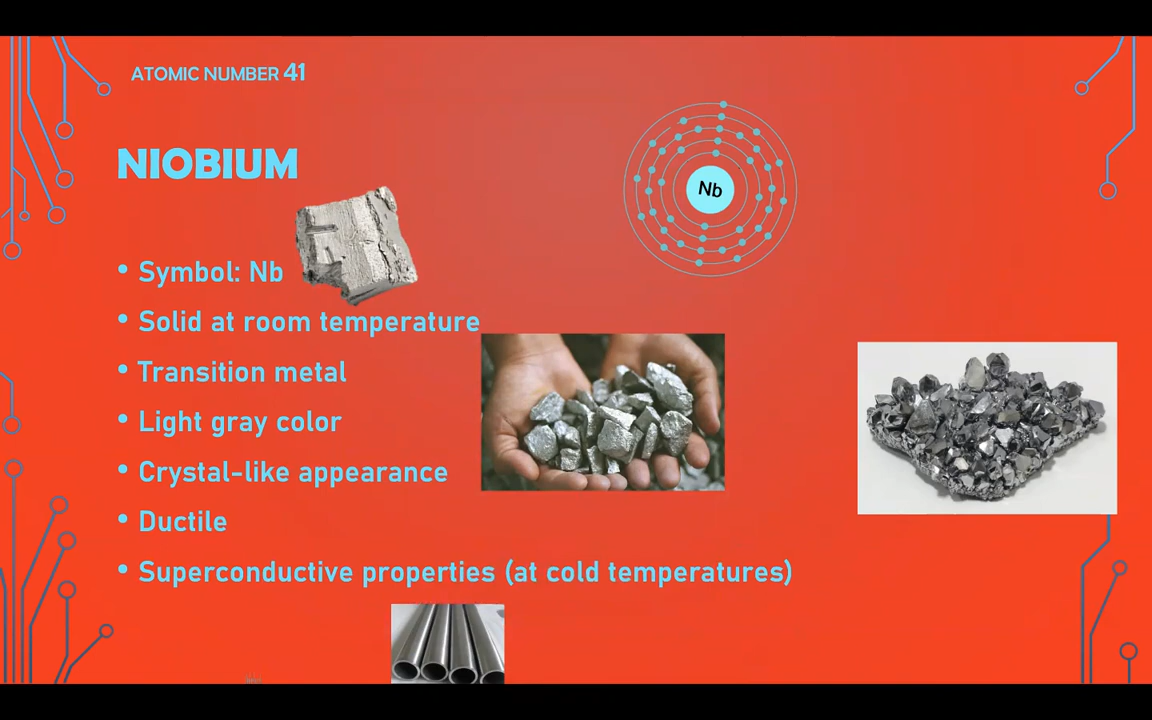 ATOMIC NUMBER 41
NIOBIUM
Nb
• Symbol: Nb
• Solid at room temperature
• Transition metal
• Light gray color
• Crystal-like appearance
• Ductile
• Superconductive properties (at cold temperatures)